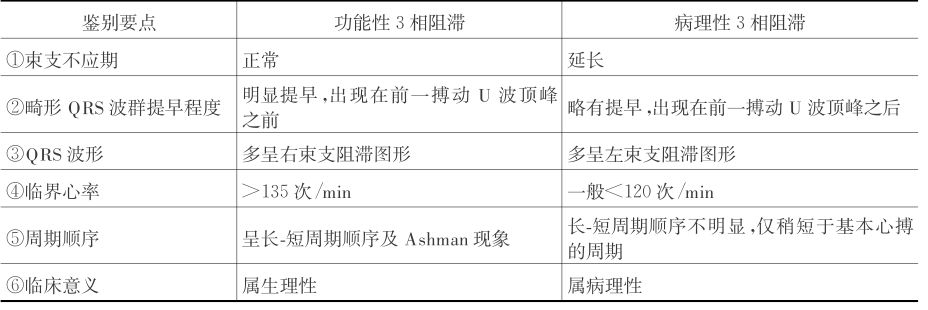 鉴别要点 功能性3相阻滞 病理性3相阻滞
①束支不应期 正常 延长
②畸形 QRS 波群提早程度 明显提早,出现在前一搏动 U 波顶峰之前 略有提早,出现在前一搏动 U 波顶峰之后
③QRS 波形 多呈右束支阻滞图形 多呈左束支阻滞图形
④临界心率 >135次/min 一般<120次/min
⑤周期顺序 呈长-短周期顺序及 Ashman 现象 长-短周期顺序不明显,仅稍短于基本心搏的周期
⑥临床意义 属生理性 属病理性